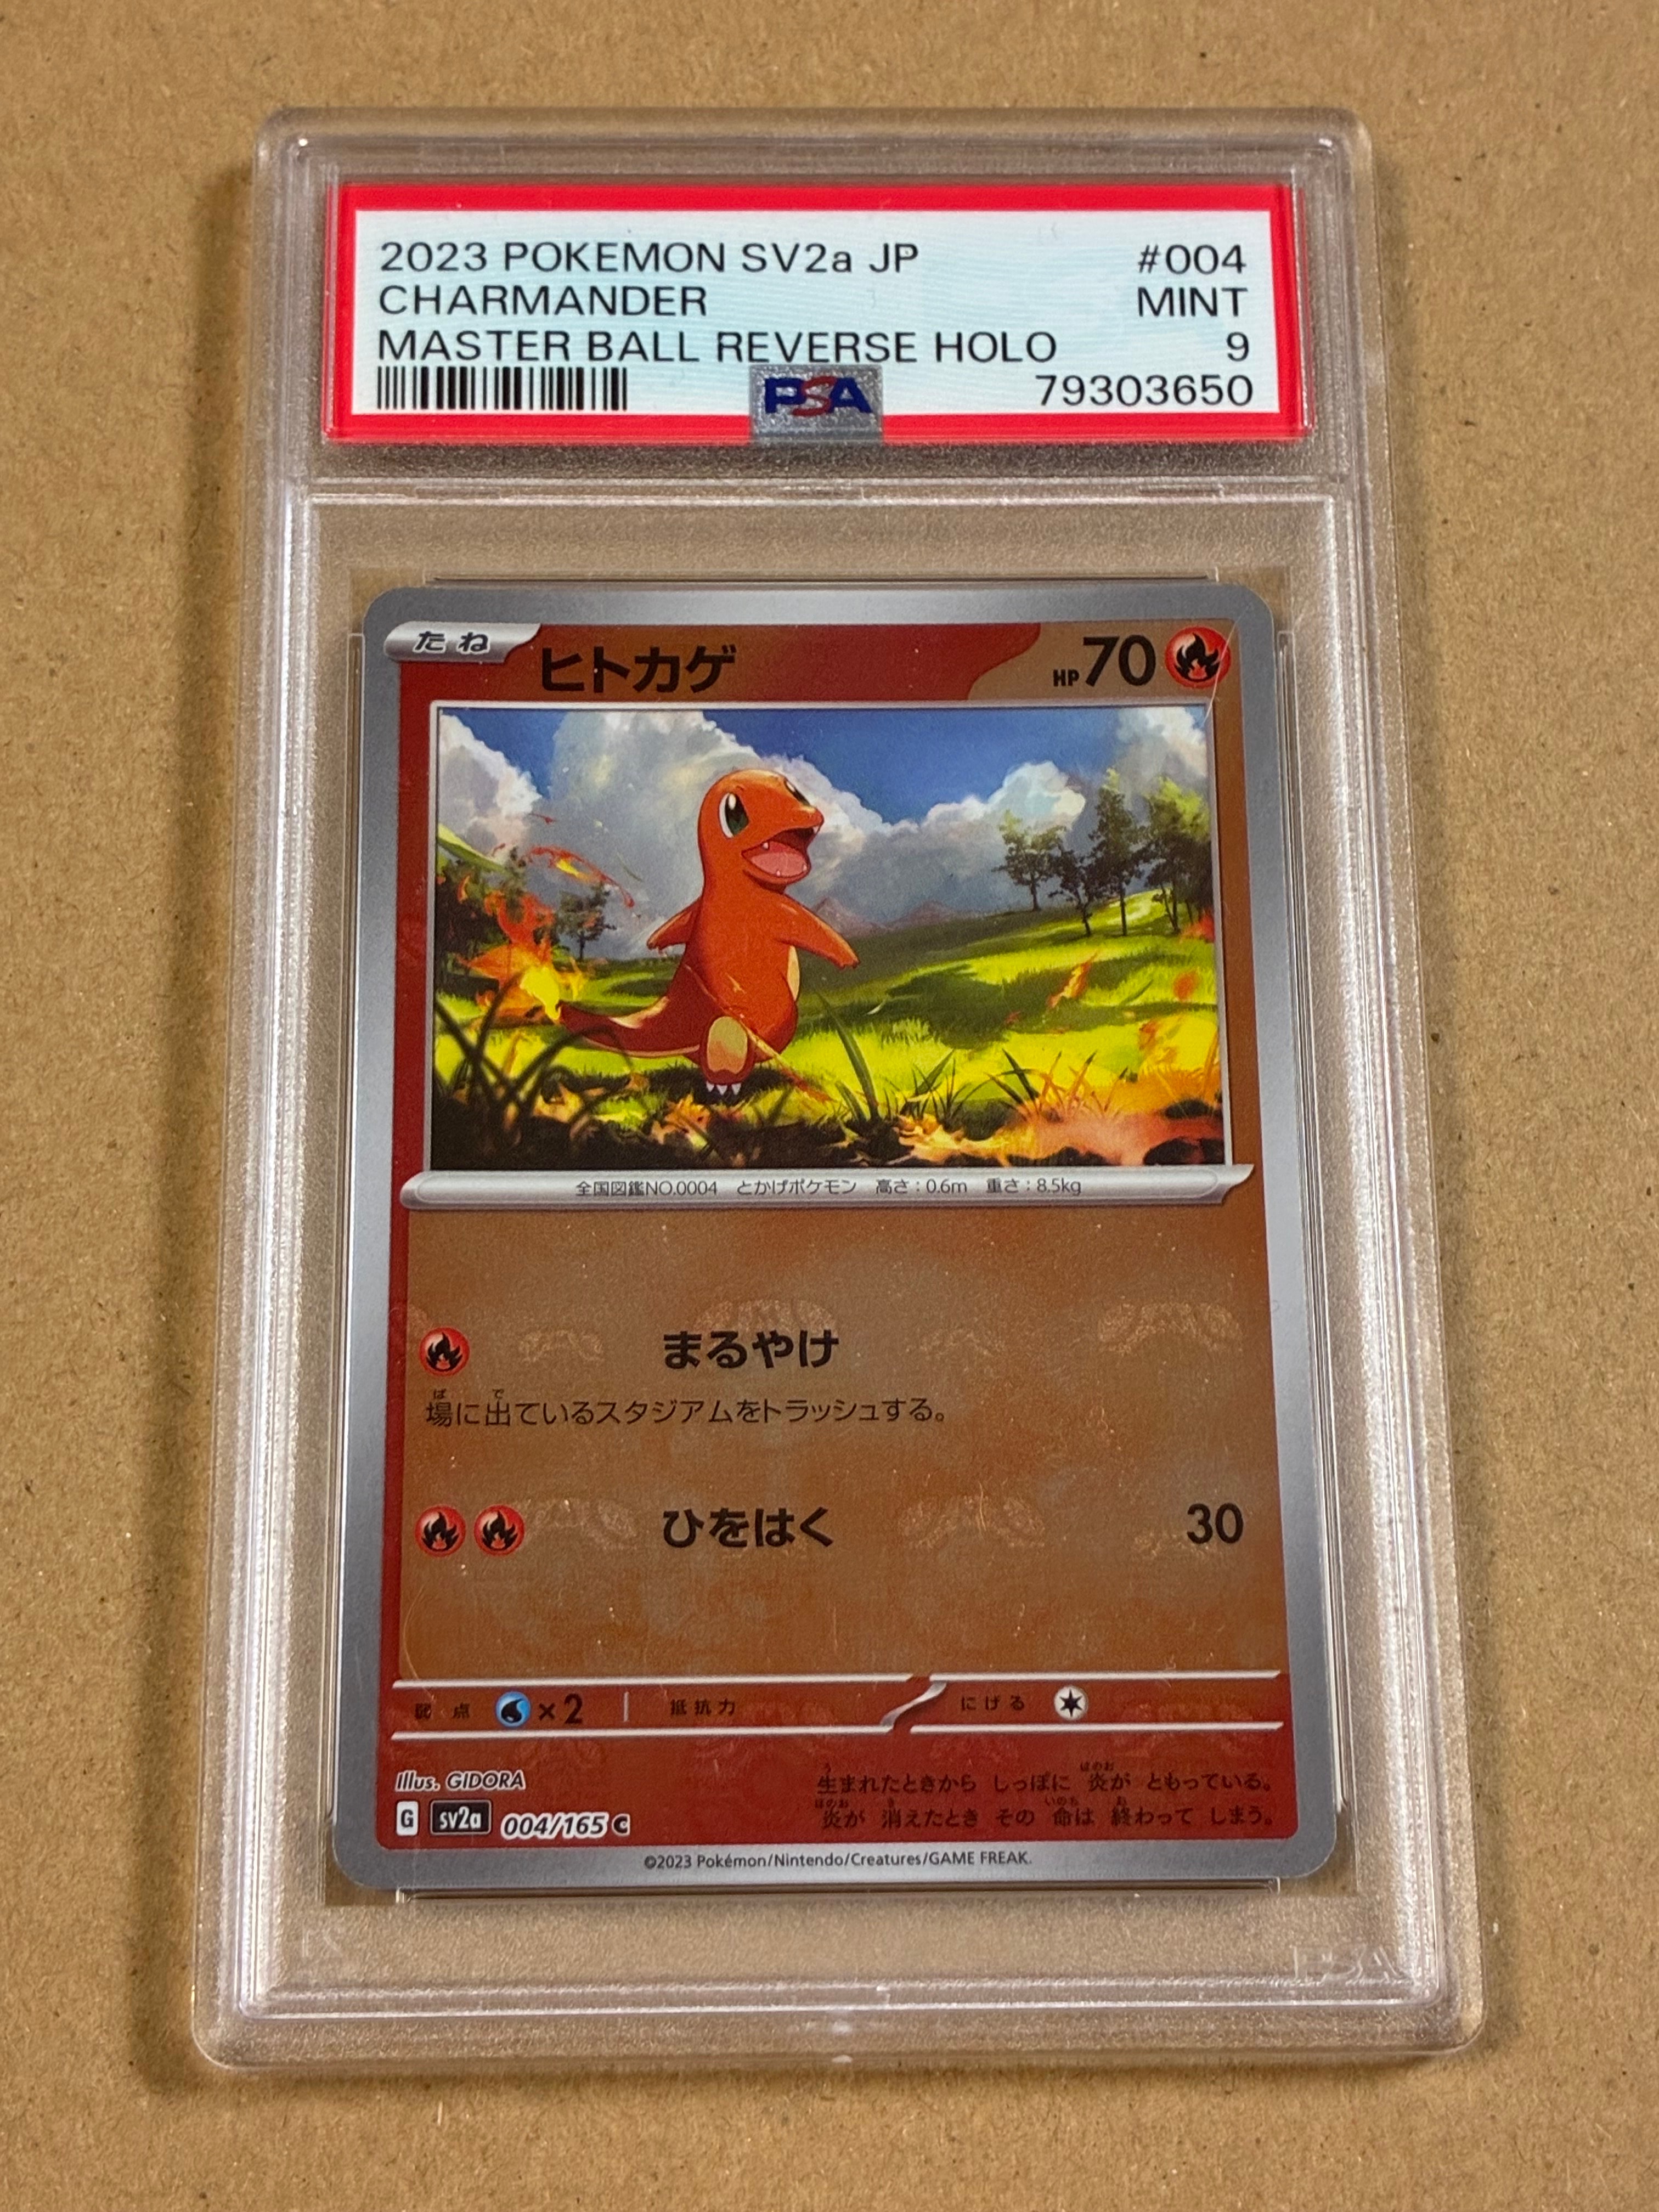 2023 POKEMON SV2a JP #004
CHARMANDER MINT
MASTER BALL REVERSE HOLO 9
PSA 79303650
たね ヒトカゲ HP70
全国図鑑NO.0004 とかげポケモン 高さ:0.6m 重さ:8.5kg
まるやけ
場に出ているスタジアムをトラッシュする。
ひをはく 30
弱点 ×2 抵抗力 にげる
Illus. GIDORA
生まれたときから しっぽに 炎が ともっている。
炎が 消えたとき その 命は 終わって しまう。
G sv2a 004/165 C
©2023 Pokémon/Nintendo/Creatures/GAME FREAK.
PSA